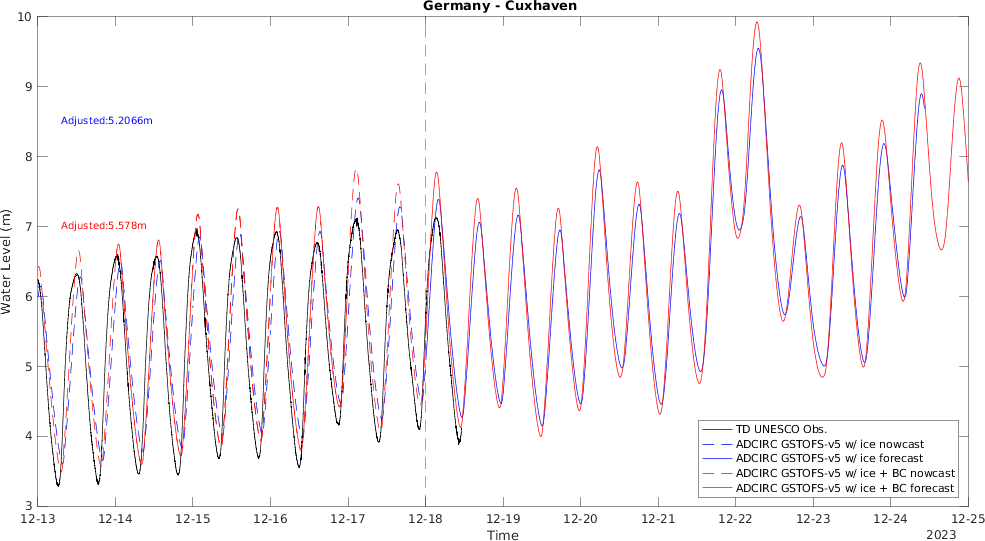 Germany - Cuxhaven
10
9
8
7
6
5
4
3
Water Level (m)
Adjusted:5.2066m
Adjusted:5.578m
TD UNESCO Obs.
ADCIRC GSTOFS-v5 w/ ice nowcast
ADCIRC GSTOFS-v5 w/ ice forecast
ADCIRC GSTOFS-v5 w/ ice + BC nowcast
ADCIRC GSTOFS-v5 w/ ice + BC forecast
12-13 12-14 12-15 12-16 12-17 12-18 12-19 12-20 12-21 12-22 12-23 12-24 12-25
Time
2023